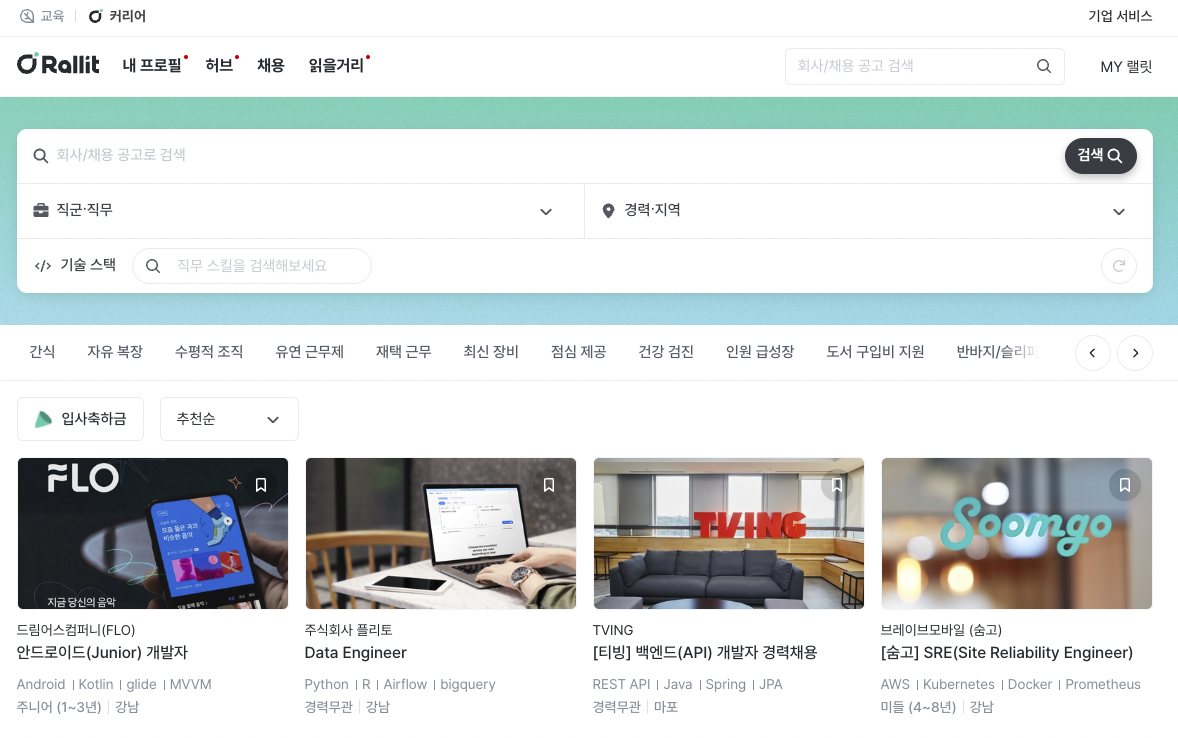 교육 커리어 기업 서비스
Rallit 내 프로필 허브 채용 읽을거리 회사/채용 공고 검색 MY 랠릿
회사/채용 공고로 검색 검색
직군·직무 경력·지역
</> 기술 스택 직무 스킬을 검색해보세요
간식 자유 복장 수평적 조직 유연 근무제 재택 근무 최신 장비 점심 제공 건강 검진 인원 급성장 도서 구입비 지원 반바지/슬리퍼
입사축하금 추천순
FLO
지금 당신의 음악
TVING
Soomgo
드림어스컴퍼니(FLO) 주식회사 플리토 TVING 브레이브모바일 (숨고)
안드로이드(Junior) 개발자 Data Engineer [티빙] 백엔드(API) 개발자 경력채용 [숨고] SRE(Site Reliability Engineer)
Android | Kotlin | glide | MVVM Python | R | Airflow | bigquery REST API | Java | Spring | JPA AWS | Kubernetes | Docker | Prometheus
주니어 (1~3년) | 강남 경력무관 | 강남 경력무관 | 마포 미들 (4~8년) | 강남